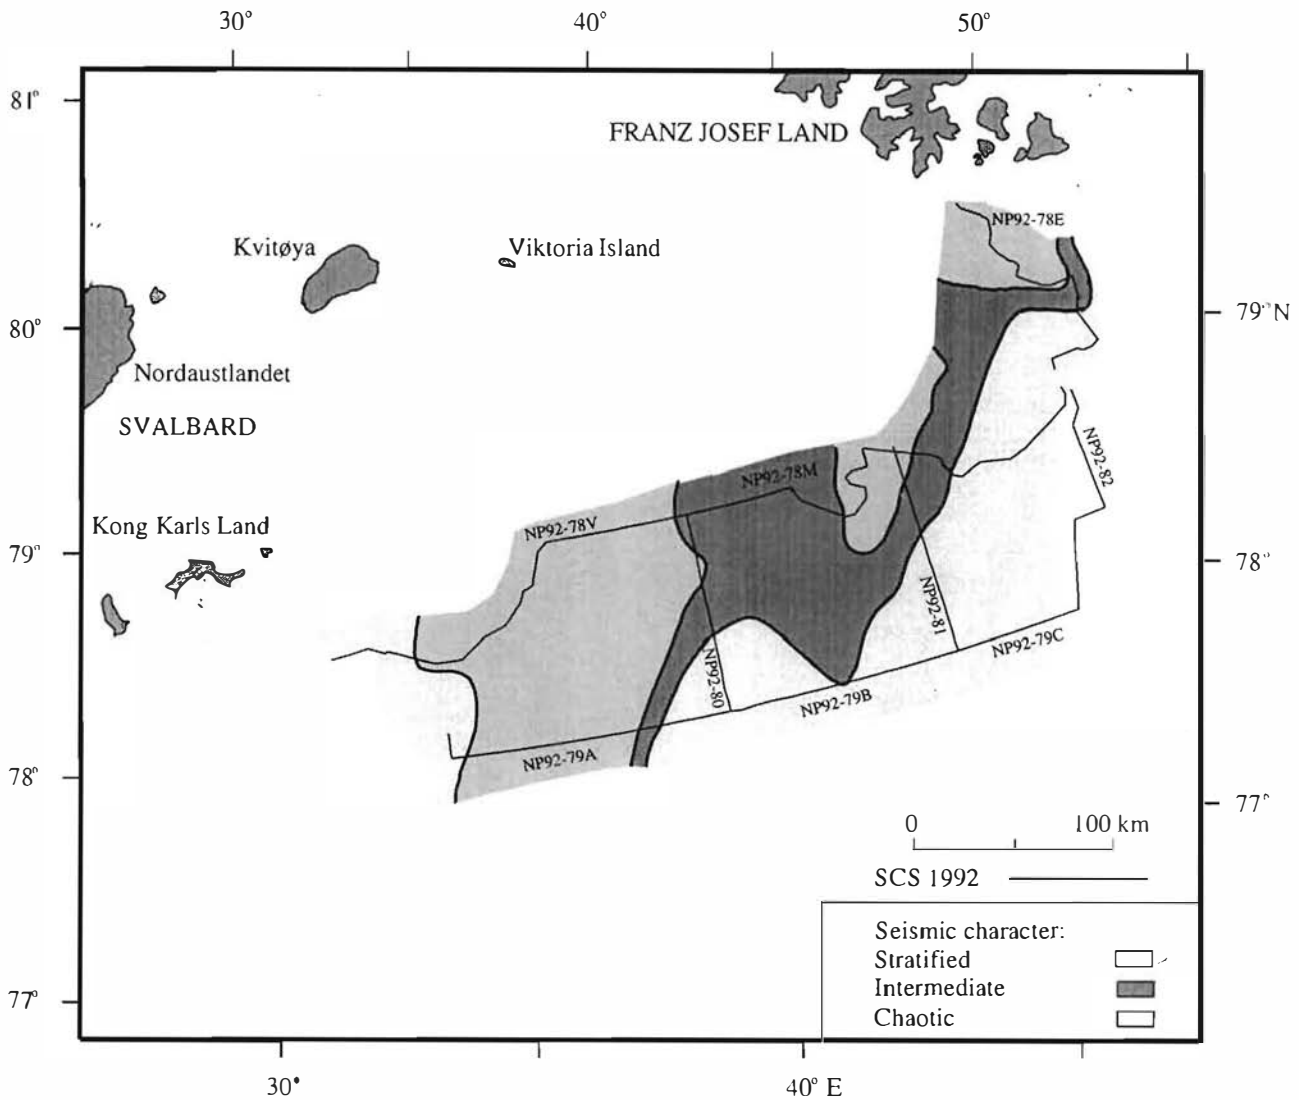 30° 40° 50°
81°
FRANZ JOSEF LAND
NP92-78E
Kvitøya
Viktoria Island
80°
79° N
Nordaustlandet
SVALBARD
NP92-82
NP92-78M
Kong Karls Land
NP92-78V
79°
78°
NP92-81
NP92-79C
NP92-80
NP92-79B
NP92-79A
78°
77°
0 100 km
SCS 1992
Seismic character:
Stratified
Intermediate
Chaotic
77°
30° 40° E